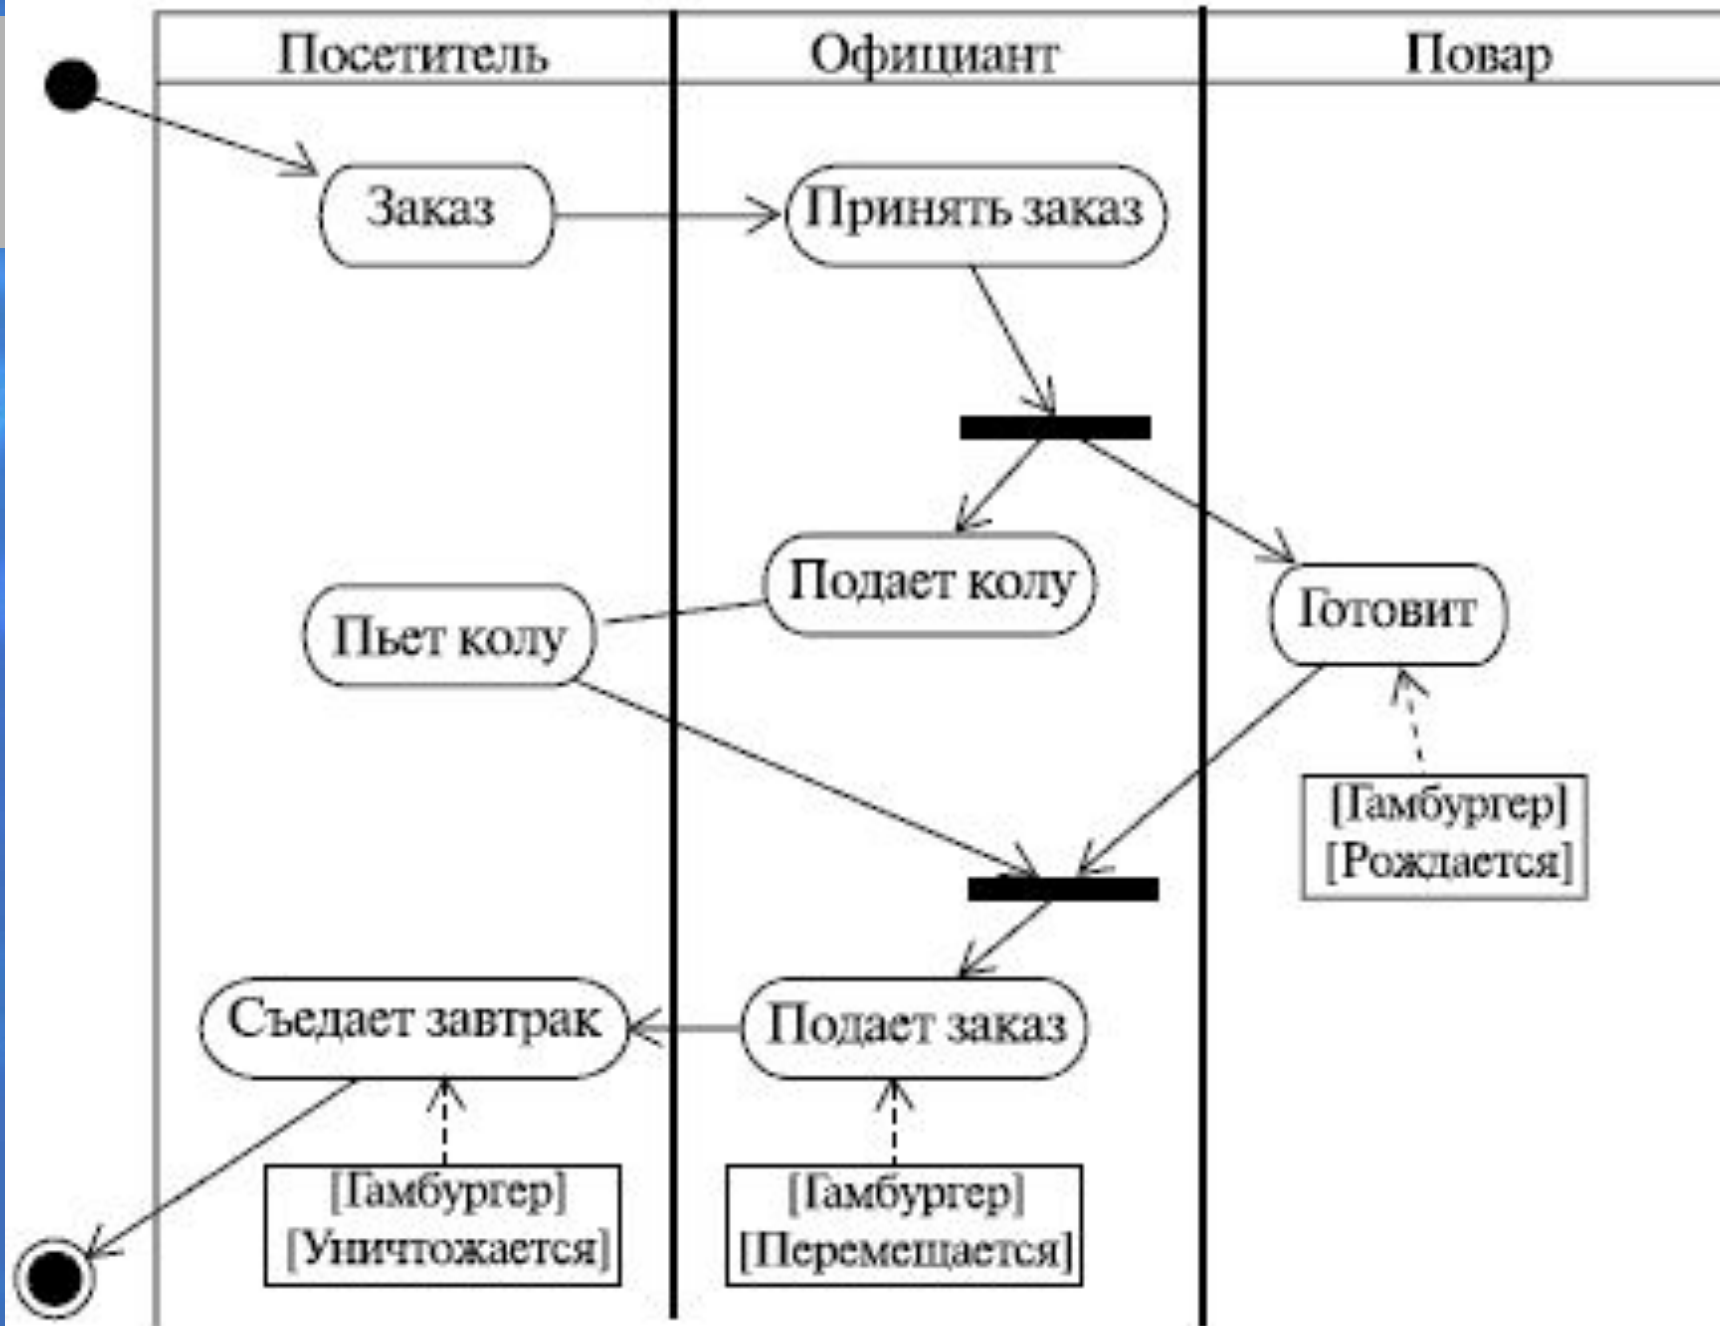 Посетитель
Официант
Повар
Заказ
Принять заказ
Подает колу
Пьет колу
Готовит
[Гамбургер]
[Рождается]
Съедает завтрак
Подает заказ
[Гамбургер]
[Уничтожается]
[Гамбургер]
[Перемещается]